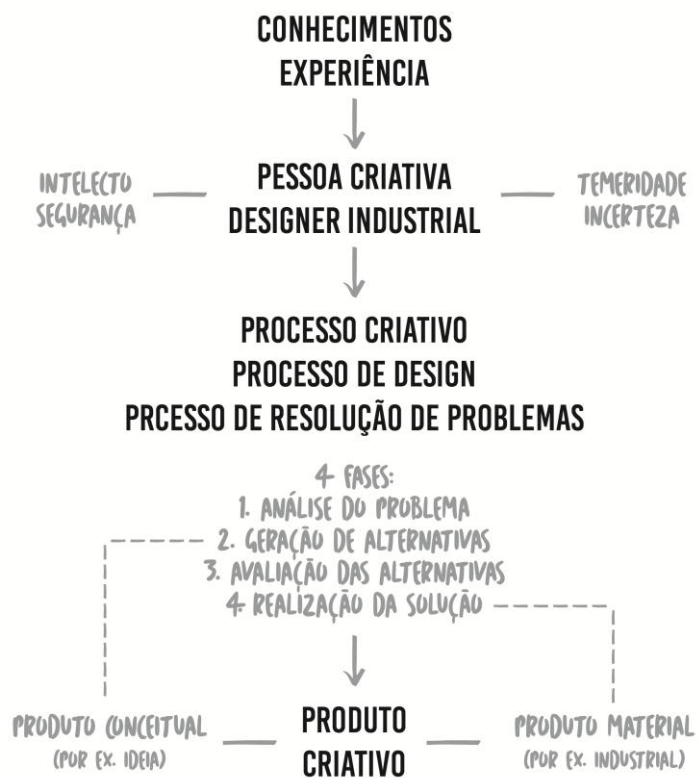 CONHECIMENTOS
EXPERIÊNCIA
INTELECTO
SEGURANÇA
PESSOA CRIATIVA
DESIGNER INDUSTRIAL
TEMERIDADE
INCERTEZA
PROCESSO CRIATIVO
PROCESSO DE DESIGN
PRCESSO DE RESOLUÇÃO DE PROBLEMAS
4 FASES:
1. ANÁLISE DO PROBLEMA
2. GERAÇÃO DE ALTERNATIVAS
3. AVALIAÇÃO DAS ALTERNATIVAS
4. REALIZAÇÃO DA SOLUÇÃO
PRODUTO CONCEITUAL
(POR EX. IDEIA)
PRODUTO
CRIATIVO
PRODUTO MATERIAL
(POR EX. INDUSTRIAL)